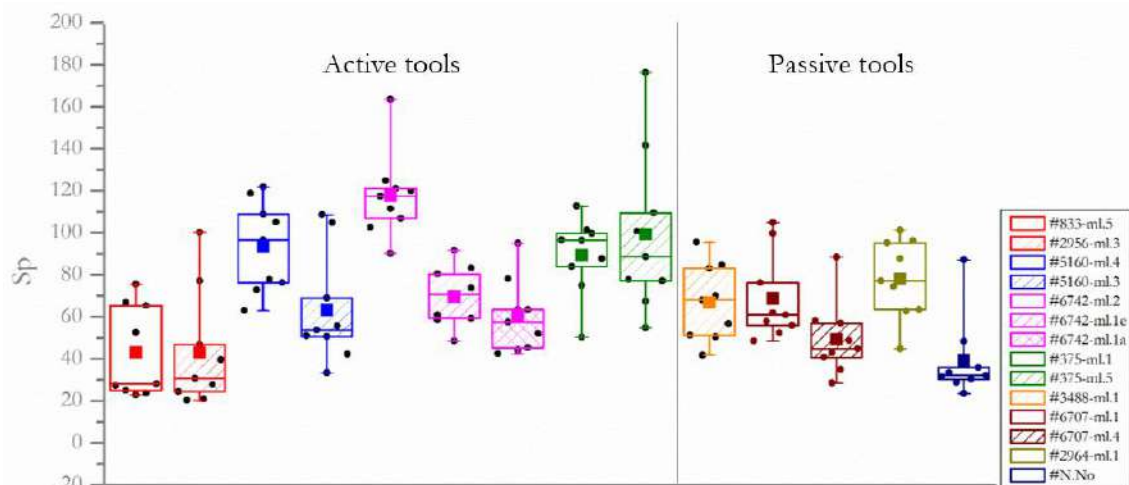 200
180
160
140
120
100
80
60
40
20
0
20
Sp
Active tools
Passive tools
#833-ml.5
#2956-ml.3
#5160-ml.4
#5160-ml.3
#6742-ml.2
#6742-ml.1e
#6742-ml.1a
#375-ml.1
#375-ml.5
#3488-ml.1
#6707-ml.1
#6707-ml.4
#2964-ml.1
#N.No